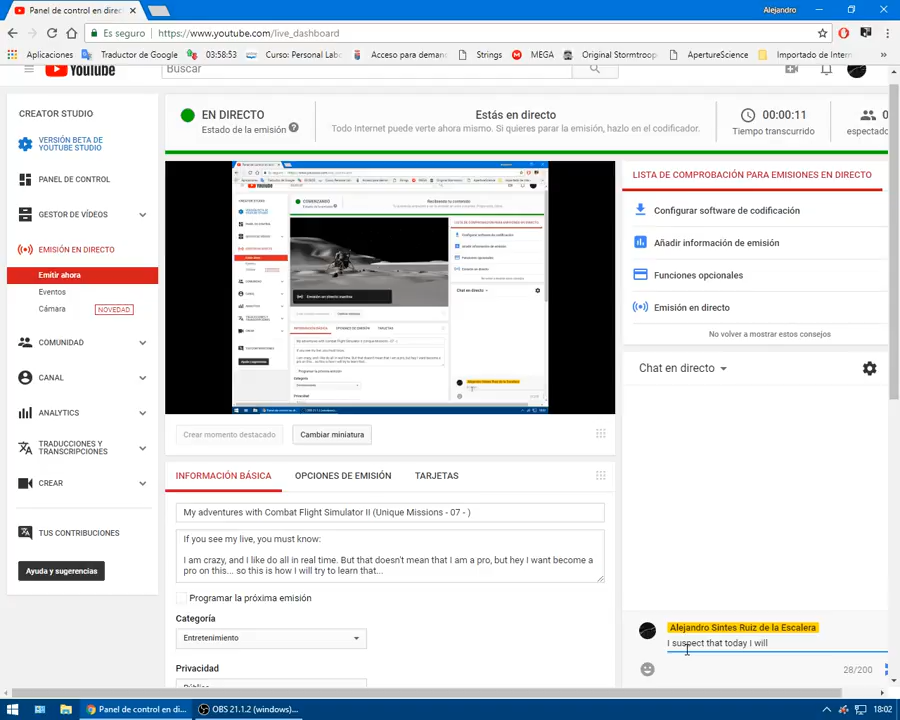 Panel de control en direc
Alejandro
Es seguro
https://www.youtube.com/live_dashboard
Aplicaciones
Traductor de Google
03:58:53
Curso: Personal Lab
Acceso para deman
Strings
MEGA
Original Stormtroop
ApertureScience
Importado de Intern
YouTube
Buscar
CREATOR STUDIO
VERSIÓN BETA DE
YOUTUBE STUDIO
PANEL DE CONTROL
GESTOR DE VÍDEOS
EMISIÓN EN DIRECTO
Emitir ahora
Eventos
Cámara
NOVEDAD
COMUNIDAD
CANAL
ANALYTICS
TRADUCCIONES Y
TRANSCRIPCIONES
CREAR
TUS CONTRIBUCIONES
Ayuda y sugerencias
EN DIRECTO
Estado de la emisión
Estás en directo
Todo Internet puede verte ahora mismo. Si quieres parar la emisión, hazlo en el codificador.
00:00:11
Tiempo transcurrido
0
espectado
Crear momento destacado
Cambiar miniatura
INFORMACIÓN BÁSICA
OPCIONES DE EMISIÓN
TARJETAS
My adventures with Combat Flight Simulator II (Unique Missions - 07 - )
If you see my live, you must know:
I am crazy, and I like do all in real time. But that doesn't mean that I am a pro, but hey I want become a
pro on this... so this is how I will try to learn that...
Programar la próxima emisión
Categoría
Entretenimiento
Privacidad
LISTA DE COMPROBACIÓN PARA EMISIONES EN DIRECTO
Configurar software de codificación
Añadir información de emisión
Funciones opcionales
Emisión en directo
No volver a mostrar estos consejos
Chat en directo
Alejandro Sintes Ruiz de la Escalera
I suspect that today I will
28/200
Panel de control en di...
OBS 21.1.2 (windows)...
18:02